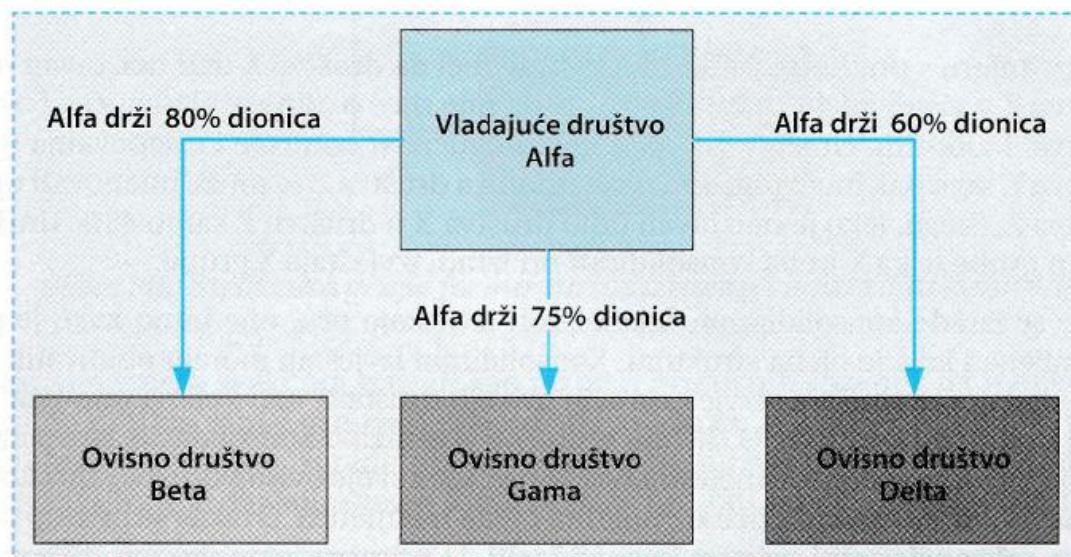 Alfa drži 80% dionica
Vladajuće društvo
Alfa
Alfa drži 60% dionica
Alfa drži 75% dionica
Ovisno društvo
Beta
Ovisno društvo
Gama
Ovisno društvo
Delta